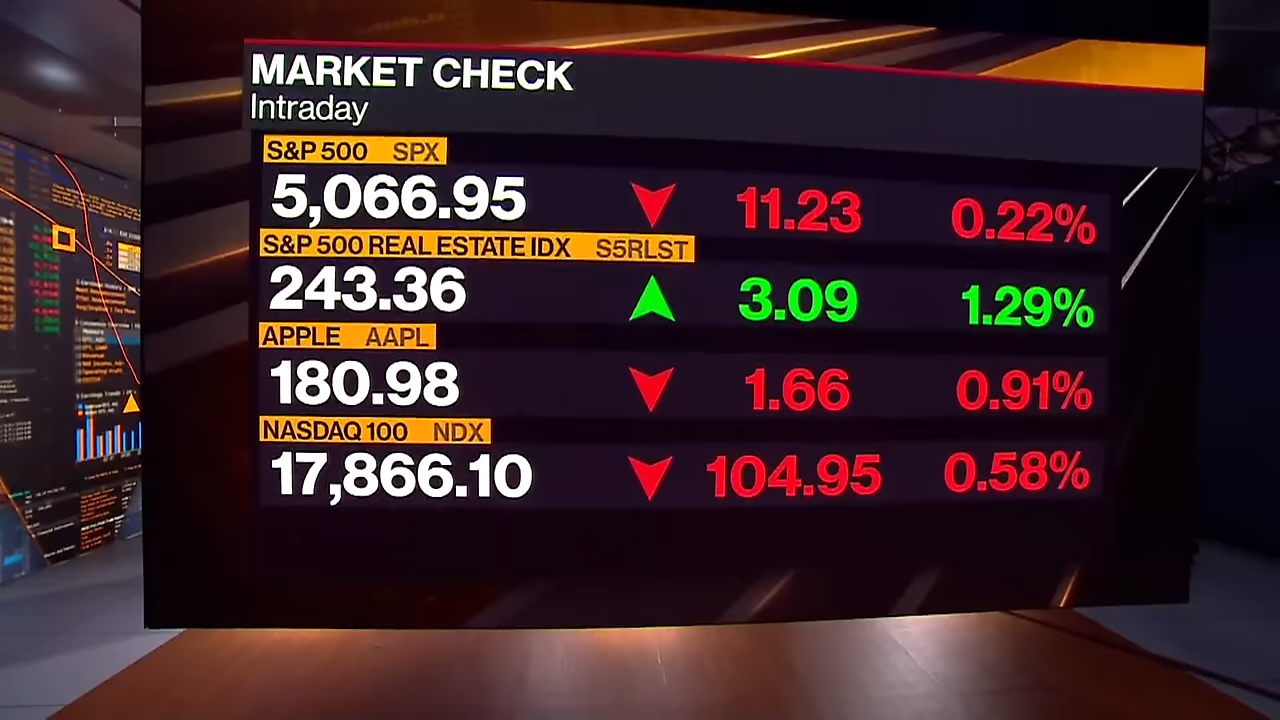 MARKET CHECK
Intraday
S&P 500 SPX
5,066.95 11.23 0.22%
S&P 500 REAL ESTATE IDX S5RLST
243.36 3.09 1.29%
APPLE AAPL
180.98 1.66 0.91%
NASDAQ 100 NDX
17,866.10 104.95 0.58%